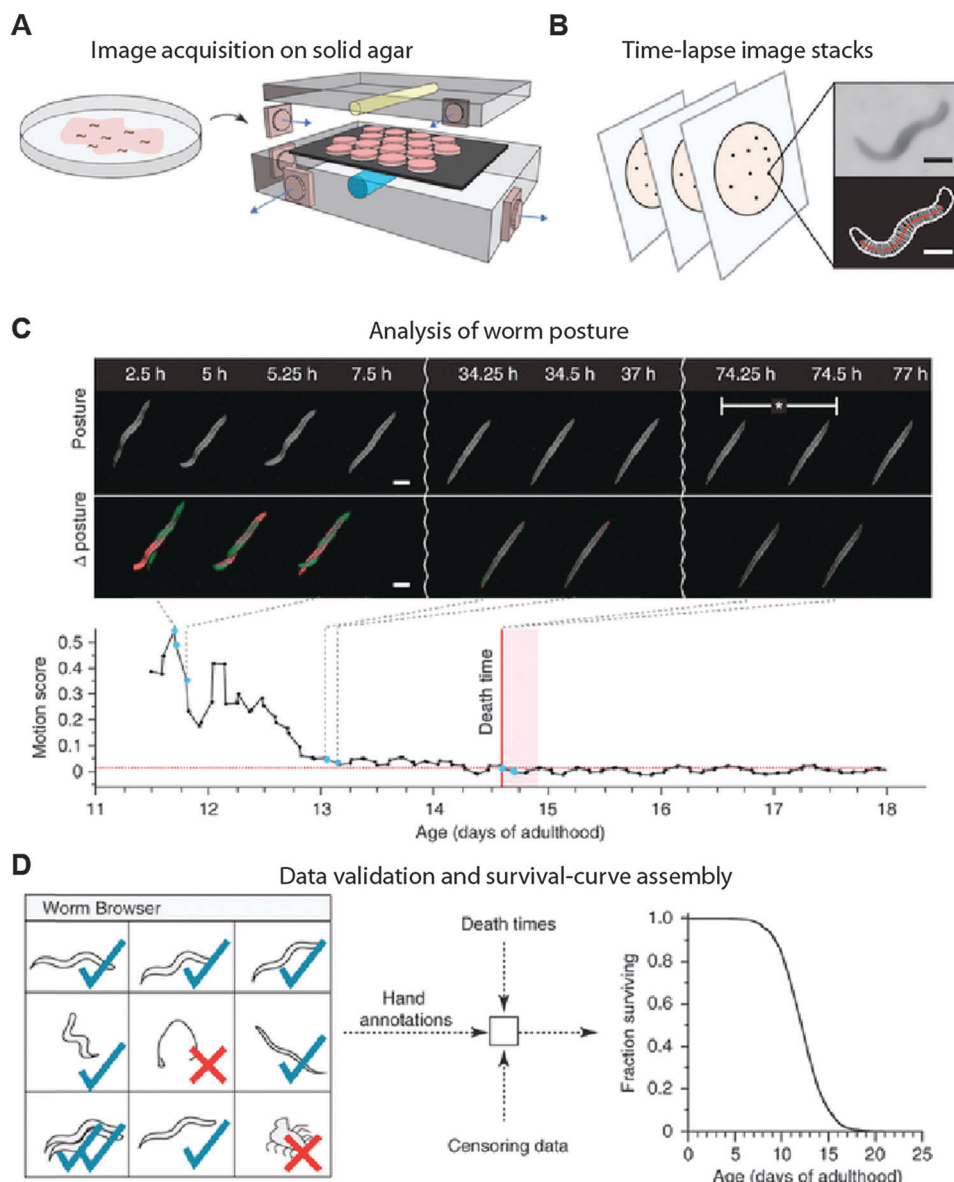 A
Image acquisition on solid agar
B
Time-lapse image stacks
C
Analysis of worm posture
2.5 h 5 h 5.25 h 7.5 h 34.25 h 34.5 h 37 h 74.25 h 74.5 h 77 h
Posture
*
Δ posture
Motion score
0.5
0.4
0.3
0.2
0.1
0
Death time
11 12 13 14 15 16 17 18
Age (days of adulthood)
D
Data validation and survival-curve assembly
Worm Browser
Hand
annotations
Death times
Censoring data
Fraction surviving
1.0
0.8
0.6
0.4
0.2
0
0 5 10 15 20 25
Age (days of adulthood)